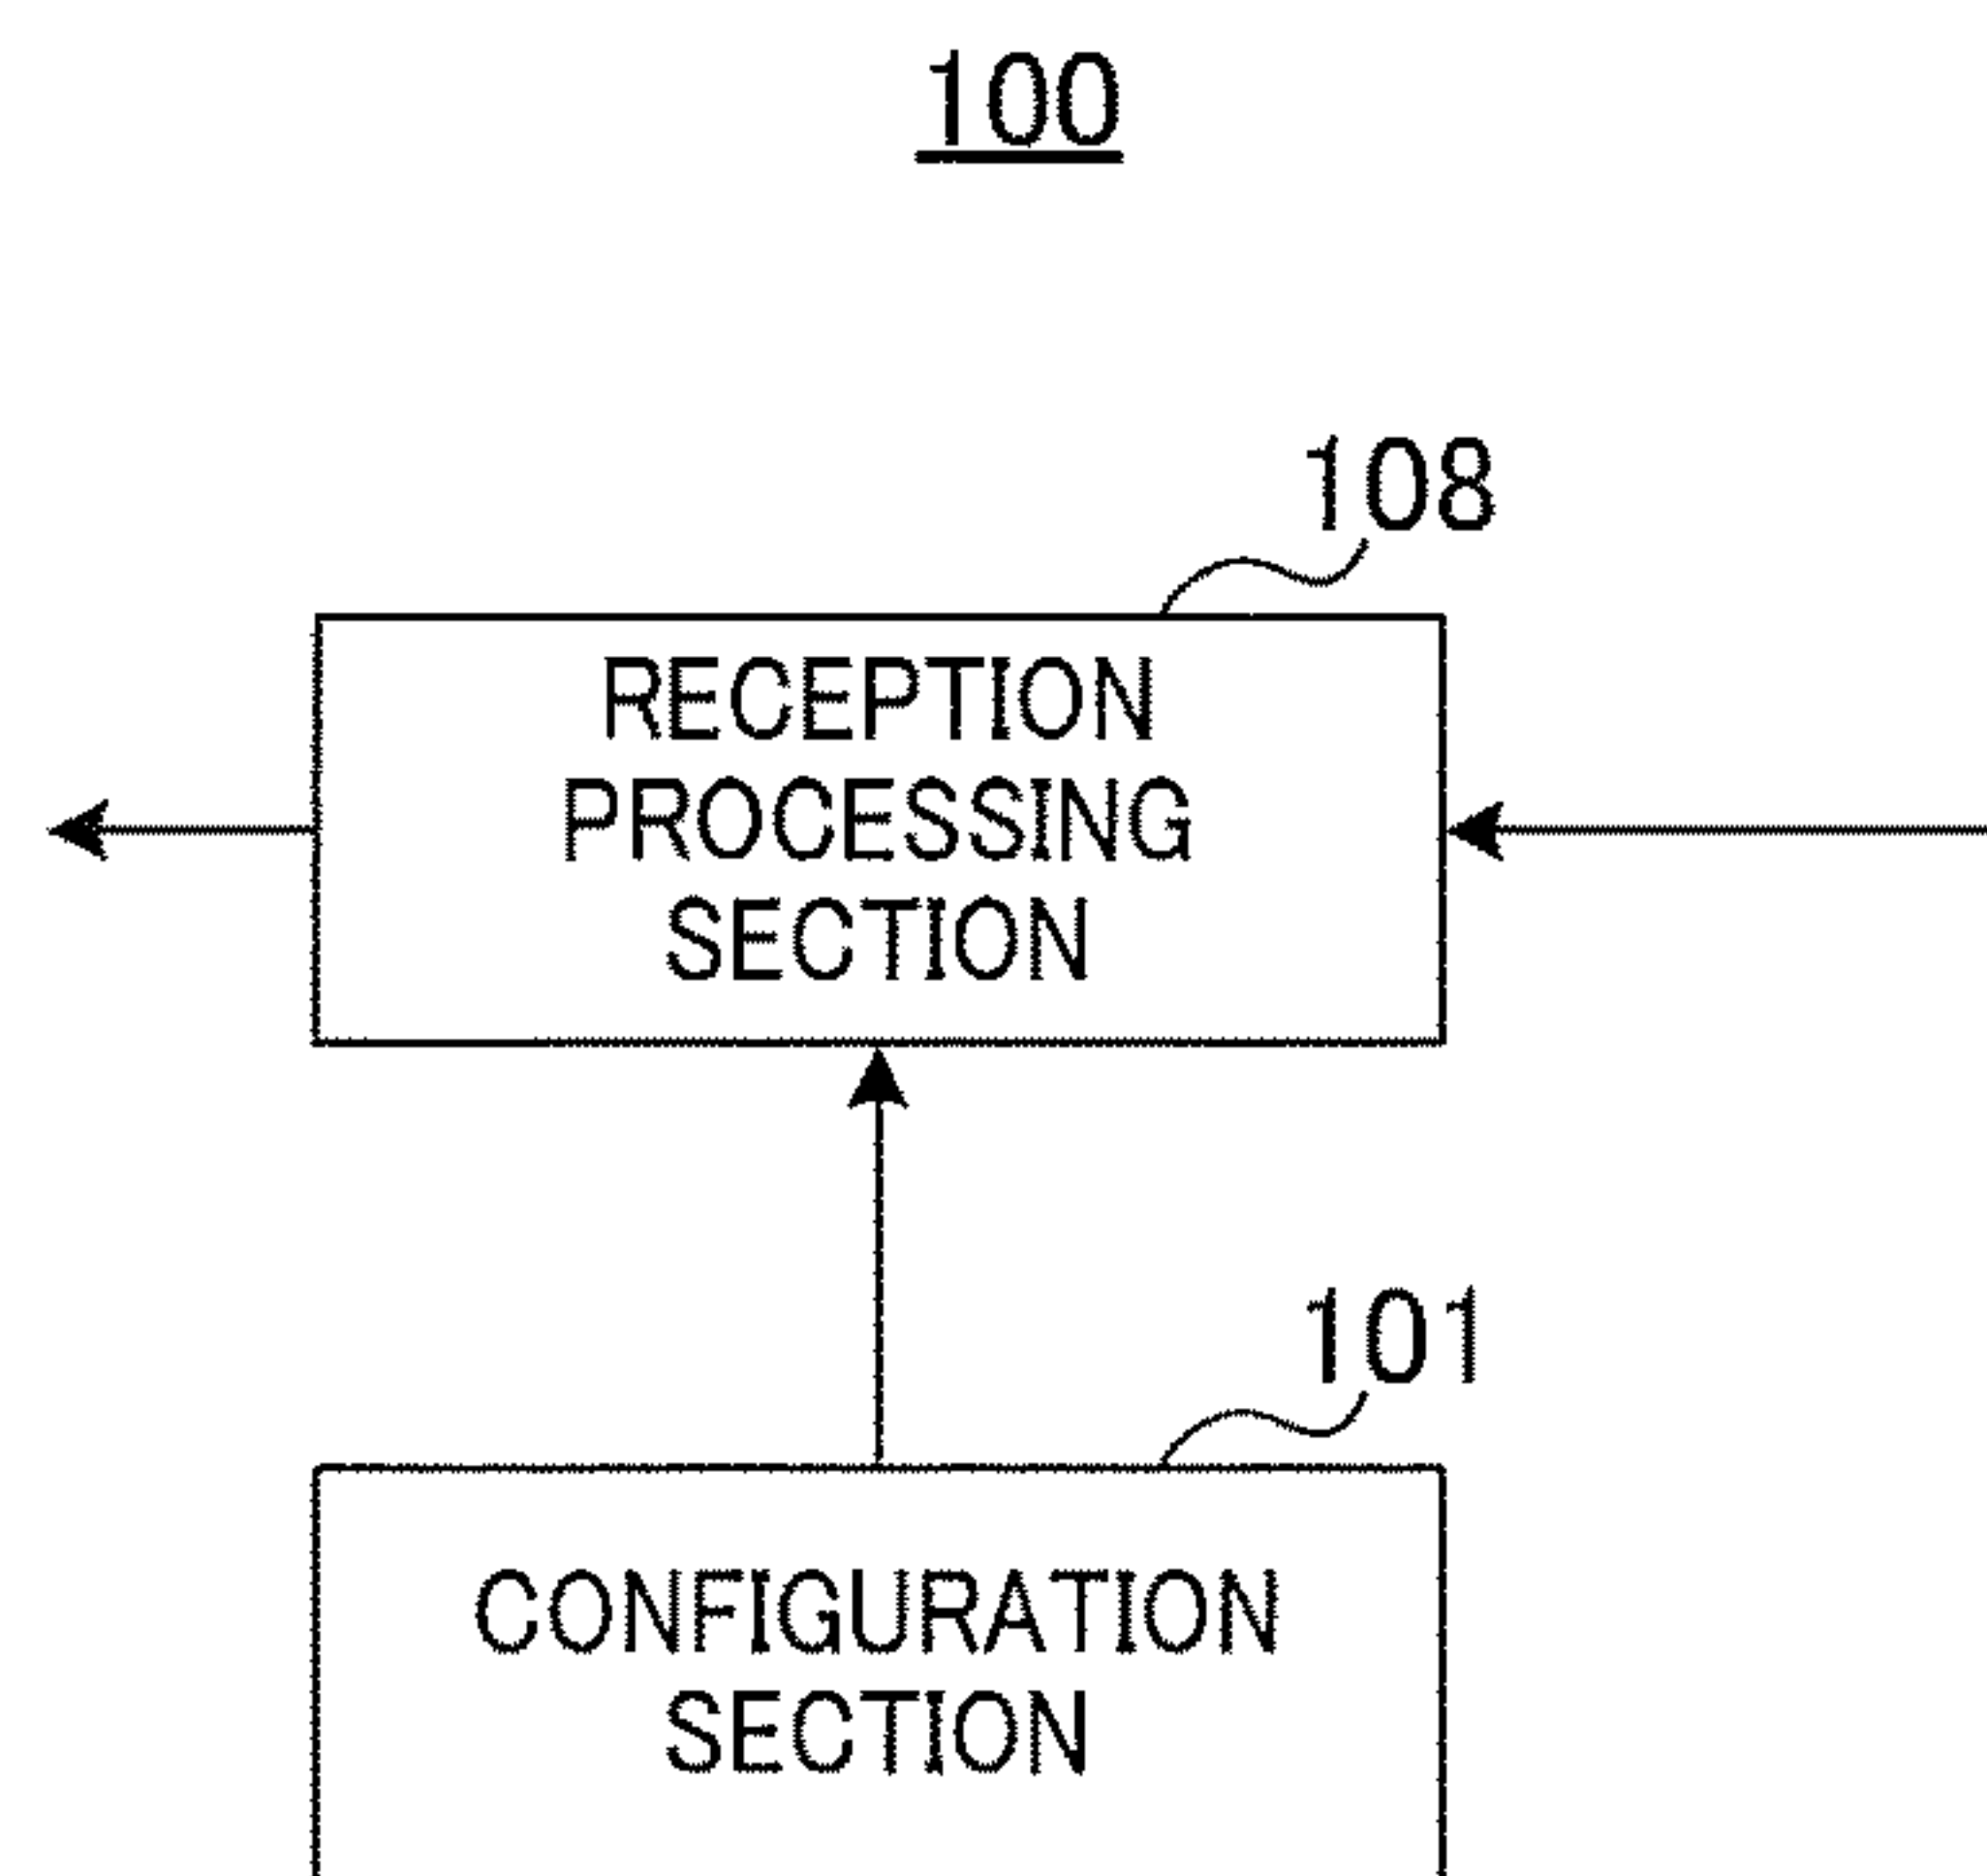 100
108
RECEPTION
PROCESSING
SECTION
101
CONFIGURATION
SECTION